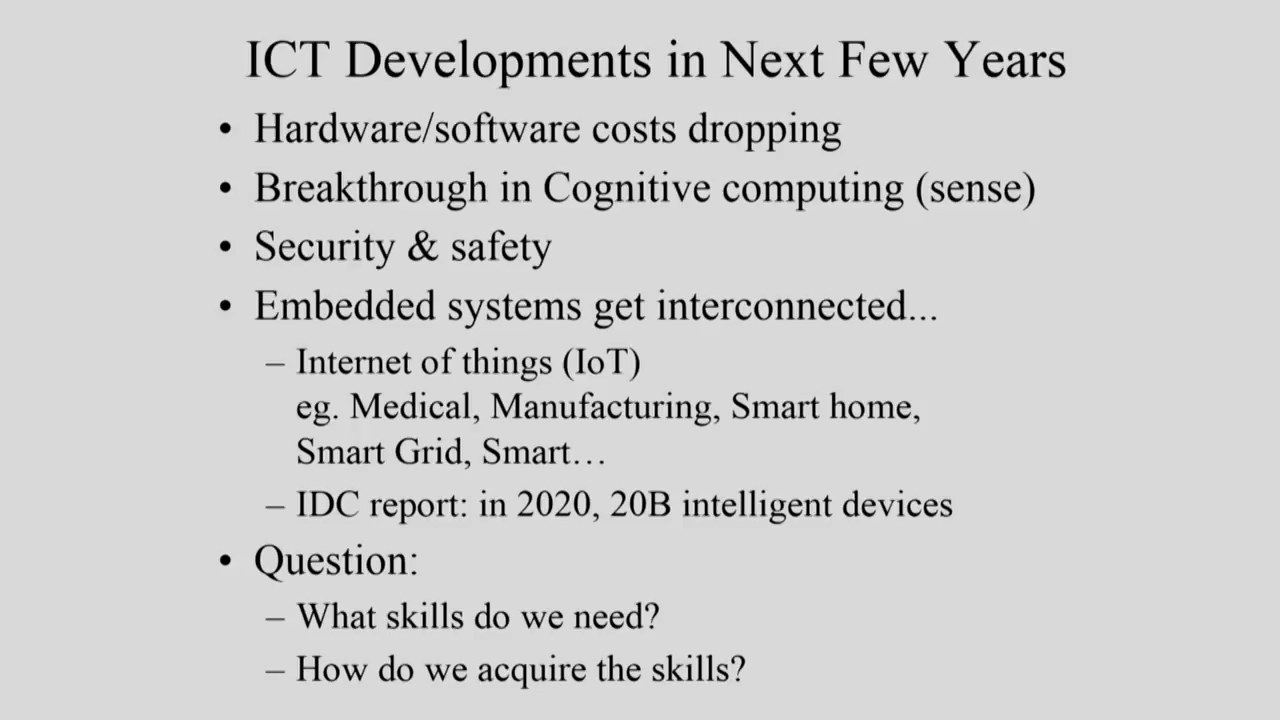 ICT Developments in Next Few Years
• Hardware/software costs dropping
• Breakthrough in Cognitive computing (sense)
• Security & safety
• Embedded systems get interconnected...
– Internet of things (IoT)
eg. Medical, Manufacturing, Smart home,
Smart Grid, Smart…
– IDC report: in 2020, 20B intelligent devices
• Question:
– What skills do we need?
– How do we acquire the skills?